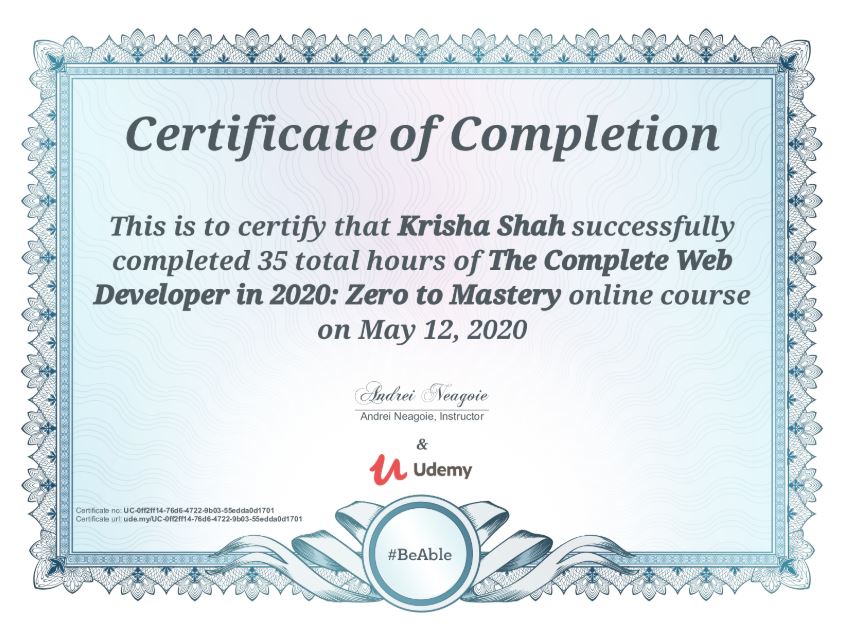 Certificate of Completion
This is to certify that Krisha Shah successfully
completed 35 total hours of The Complete Web
Developer in 2020: Zero to Mastery online course
on May 12, 2020
Andrei Neagoie
Andrei Neagoie, Instructor
&
Udemy
Certificate no: UC-0ff2ff14-76d6-4722-9b03-55edda0d1701
Certificate url: ude.my/UC-0ff2ff14-76d6-4722-9b03-55edda0d1701
#BeAble